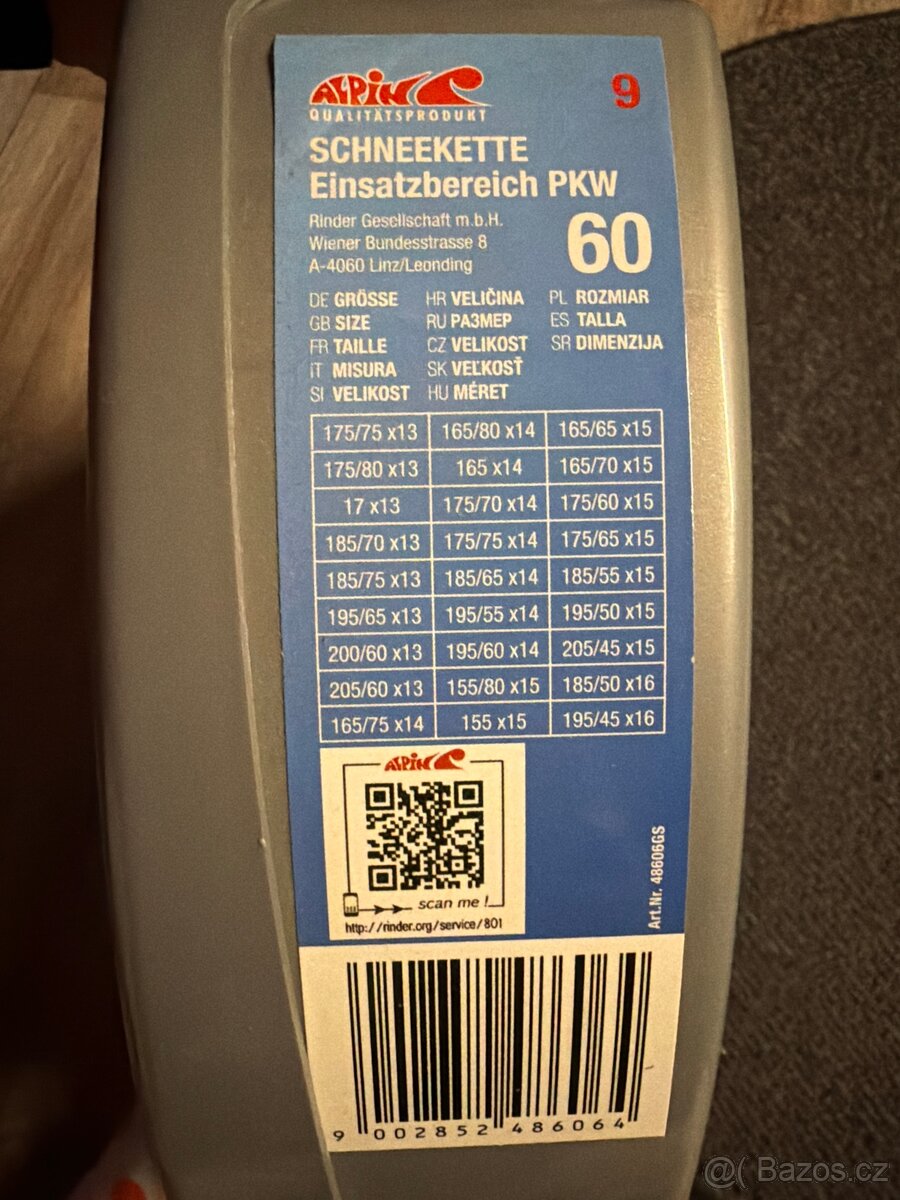 ALPIN
9
QUALITÄTSPRODUKT
SCHNEEKETTE
Einsatzbereich PKW
Rinder Gesellschaft m.b.H.
Wiener Bundesstrasse 8
A-4060 Linz/Leonding
60
DE GRÖSSE HR VELIČINA PL ROZMIAR
GB SIZE RU РАЗМЕР ES TALLA
FR TAILLE CZ VELIKOST SR DIMENZIJA
IT MISURA SK VEĽKOSŤ
SI VELIKOST HU MÉRET
175/75 x13 165/80 x14 165/65 x15
175/80 x13 165 x14 165/70 x15
17 x13 175/70 x14 175/60 x15
185/70 x13 175/75 x14 175/65 x15
185/75 x13 185/65 x14 185/55 x15
195/65 x13 195/55 x14 195/50 x15
200/60 x13 195/60 x14 205/45 x15
205/60 x13 155/80 x15 185/50 x16
165/75 x14 155 x15 195/45 x16
ALPIN
scan me !
http://rinder.org/service/801
Art.Nr. 48606GS
9 002852 486064
@( Bazos.cz